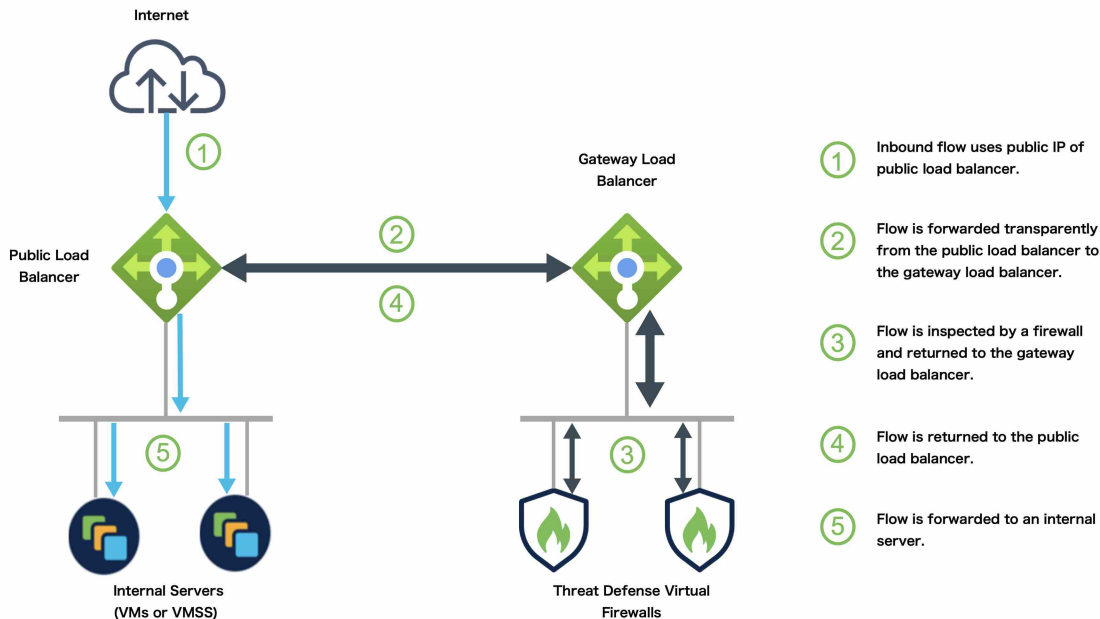 Internet
1
Gateway Load
Balancer
Public Load
Balancer
2
4
5
3
Internal Servers
(VMs or VMSS)
Threat Defense Virtual
Firewalls
1
Inbound flow uses public IP of
public load balancer.
2
Flow is forwarded transparently
from the public load balancer to
the gateway load balancer.
3
Flow is inspected by a firewall
and returned to the gateway
load balancer.
4
Flow is returned to the public
load balancer.
5
Flow is forwarded to an internal
server.